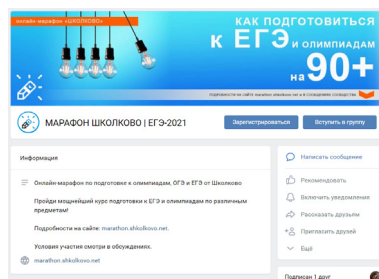 онлайн-марафон «ШКОЛКОВО»
КАК ПОДГОТОВИТЬСЯ
к ЕГЭ и олимпиадам
на 90+
МАРАФОН ШКОЛКОВО | ЕГЭ-2021
Зарегистрироваться
Вступить в группу
Информация
Онлайн-марафон по подготовке к олимпиадам, ОГЭ и ЕГЭ от Школково
Пройди мощнейший курс подготовки к ЕГЭ и олимпиадам по различным
предметам!
Подробности на сайте: marathon.shkolkovo.net.
Условия участия смотри в обсуждениях.
marathon.shkolkovo.net
Написать сообщение
Рекомендовать
Включить уведомления
Рассказать друзьям
Пригласить друзей
Ещё
Подписан 1 друг